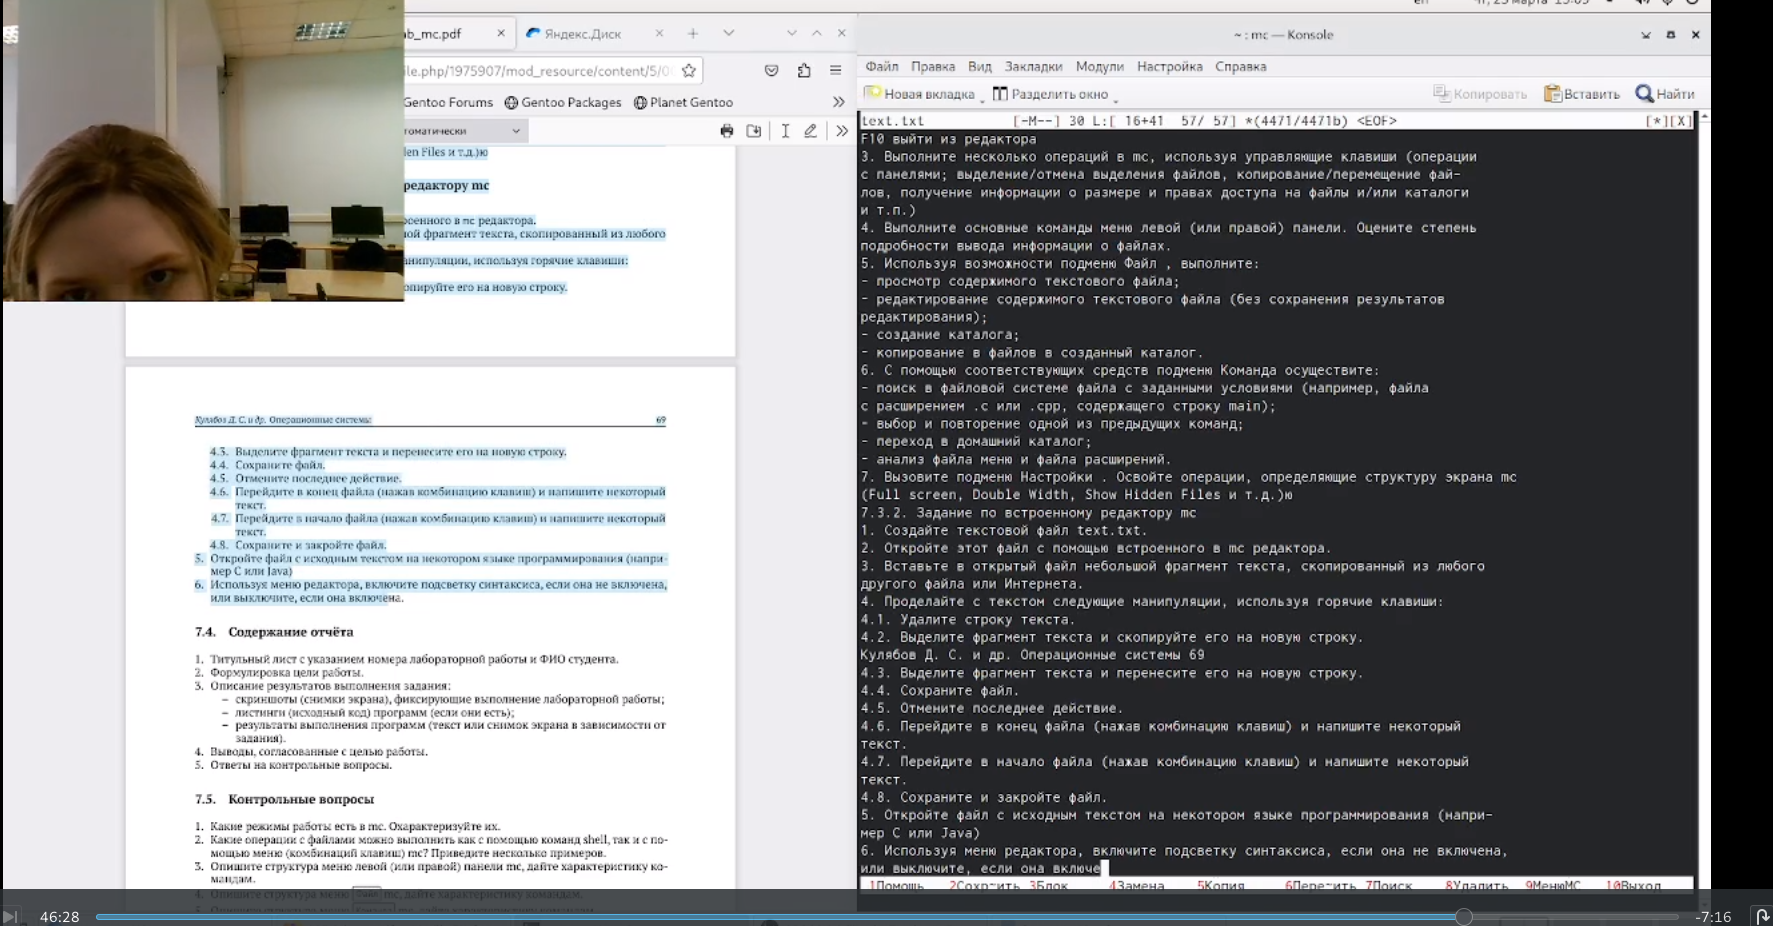 b_mc.pdf
Яндекс.Диск
~ : mc — Konsole
le.php/1975907/mod_resource/content/5/0
Gentoo Forums Gentoo Packages Planet Gentoo
томатически
len Files и т.д.)ю
редактору mc
роенного в mc редактора.
ой фрагмент текста, скопированный из любого
анипуляции, используя горячие клавиши:
опируйте его на новую строку.
Кулябов Д. С. и др. Операционные системы 69
4.3. Выделите фрагмент текста и перенесите его на новую строку.
4.4. Сохраните файл.
4.5. Отмените последнее действие.
4.6. Перейдите в конец файла (нажав комбинацию клавиш) и напишите некоторый
текст.
4.7. Перейдите в начало файла (нажав комбинацию клавиш) и напишите некоторый
текст.
4.8. Сохраните и закройте файл.
5. Откройте файл с исходным текстом на некотором языке программирования (напри-
мер C или Java)
6. Используя меню редактора, включите подсветку синтаксиса, если она не включена,
или выключите, если она включена.
7.4. Содержание отчёта
1. Титульный лист с указанием номера лабораторной работы и ФИО студента.
2. Формулировка цели работы.
3. Описание результатов выполнения задания:
– скриншоты (снимки экрана), фиксирующие выполнение лабораторной работы;
– листинги (исходный код) программ (если они есть);
– результаты выполнения программ (текст или снимок экрана в зависимости от
задания).
4. Выводы, согласованные с целью работы.
5. Ответы на контрольные вопросы.
7.5. Контрольные вопросы
1. Какие режимы работы есть в mc. Охарактеризуйте их.
2. Какие операции с файлами можно выполнить как с помощью команд shell, так и с по-
мощью меню (комбинаций клавиш) mc? Приведите несколько примеров.
3. Опишите структура меню левой (или правой) панели mc, дайте характеристику ко-
мандам.
4. Опишите структура меню Файл mc, дайте характеристику командам.
Файл Правка Вид Закладки Модули Настройка Справка
Новая вкладка Разделить окно Копировать Вставить Найти
text.txt [-M--] 30 L:[ 16+41 57/ 57] *(4471/4471b) <EOF> [*][X]
F10 выйти из редактора
3. Выполните несколько операций в mc, используя управляющие клавиши (операции
с панелями; выделение/отмена выделения файлов, копирование/перемещение фай-
лов, получение информации о размере и правах доступа на файлы и/или каталоги
и т.п.)
4. Выполните основные команды меню левой (или правой) панели. Оцените степень
подробности вывода информации о файлах.
5. Используя возможности подменю Файл , выполните:
- просмотр содержимого текстового файла;
- редактирование содержимого текстового файла (без сохранения результатов
редактирования);
- создание каталога;
- копирование в файлов в созданный каталог.
6. С помощью соответствующих средств подменю Команда осуществите:
- поиск в файловой системе файла с заданными условиями (например, файла
с расширением .c или .cpp, содержащего строку main);
- выбор и повторение одной из предыдущих команд;
- переход в домашний каталог;
- анализ файла меню и файла расширений.
7. Вызовите подменю Настройки . Освойте операции, определяющие структуру экрана mc
(Full screen, Double Width, Show Hidden Files и т.д.)ю
7.3.2. Задание по встроенному редактору mc
1. Создайте текстовой файл text.txt.
2. Откройте этот файл с помощью встроенного в mc редактора.
3. Вставьте в открытый файл небольшой фрагмент текста, скопированный из любого
другого файла или Интернета.
4. Проделайте с текстом следующие манипуляции, используя горячие клавиши:
4.1. Удалите строку текста.
4.2. Выделите фрагмент текста и скопируйте его на новую строку.
Кулябов Д. С. и др. Операционные системы 69
4.3. Выделите фрагмент текста и перенесите его на новую строку.
4.4. Сохраните файл.
4.5. Отмените последнее действие.
4.6. Перейдите в конец файла (нажав комбинацию клавиш) и напишите некоторый
текст.
4.7. Перейдите в начало файла (нажав комбинацию клавиш) и напишите некоторый
текст.
4.8. Сохраните и закройте файл.
5. Откройте файл с исходным текстом на некотором языке программирования (напри-
мер C или Java)
6. Используя меню редактора, включите подсветку синтаксиса, если она не включена,
или выключите, если она включе
1Помощь 2Сохр~ить 3Блок 4Замена 5Копия 6Пере~ить 7Поиск 8Удалить 9МенюMC 10Выход
46:28 -7:16